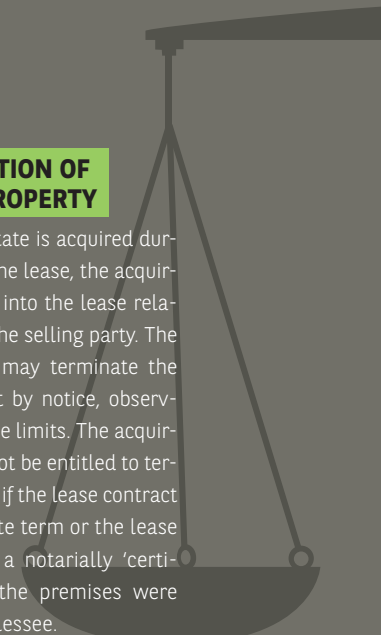 TION OF
ROPERTY
tate is acquired dur-
he lease, the acquir-
into the lease rela-
he selling party. The
may terminate the
t by notice, observ-
e limits. The acquir-
ot be entitled to ter-
if the lease contract
te term or the lease
a notarially ‘certi-
the premises were
lessee.